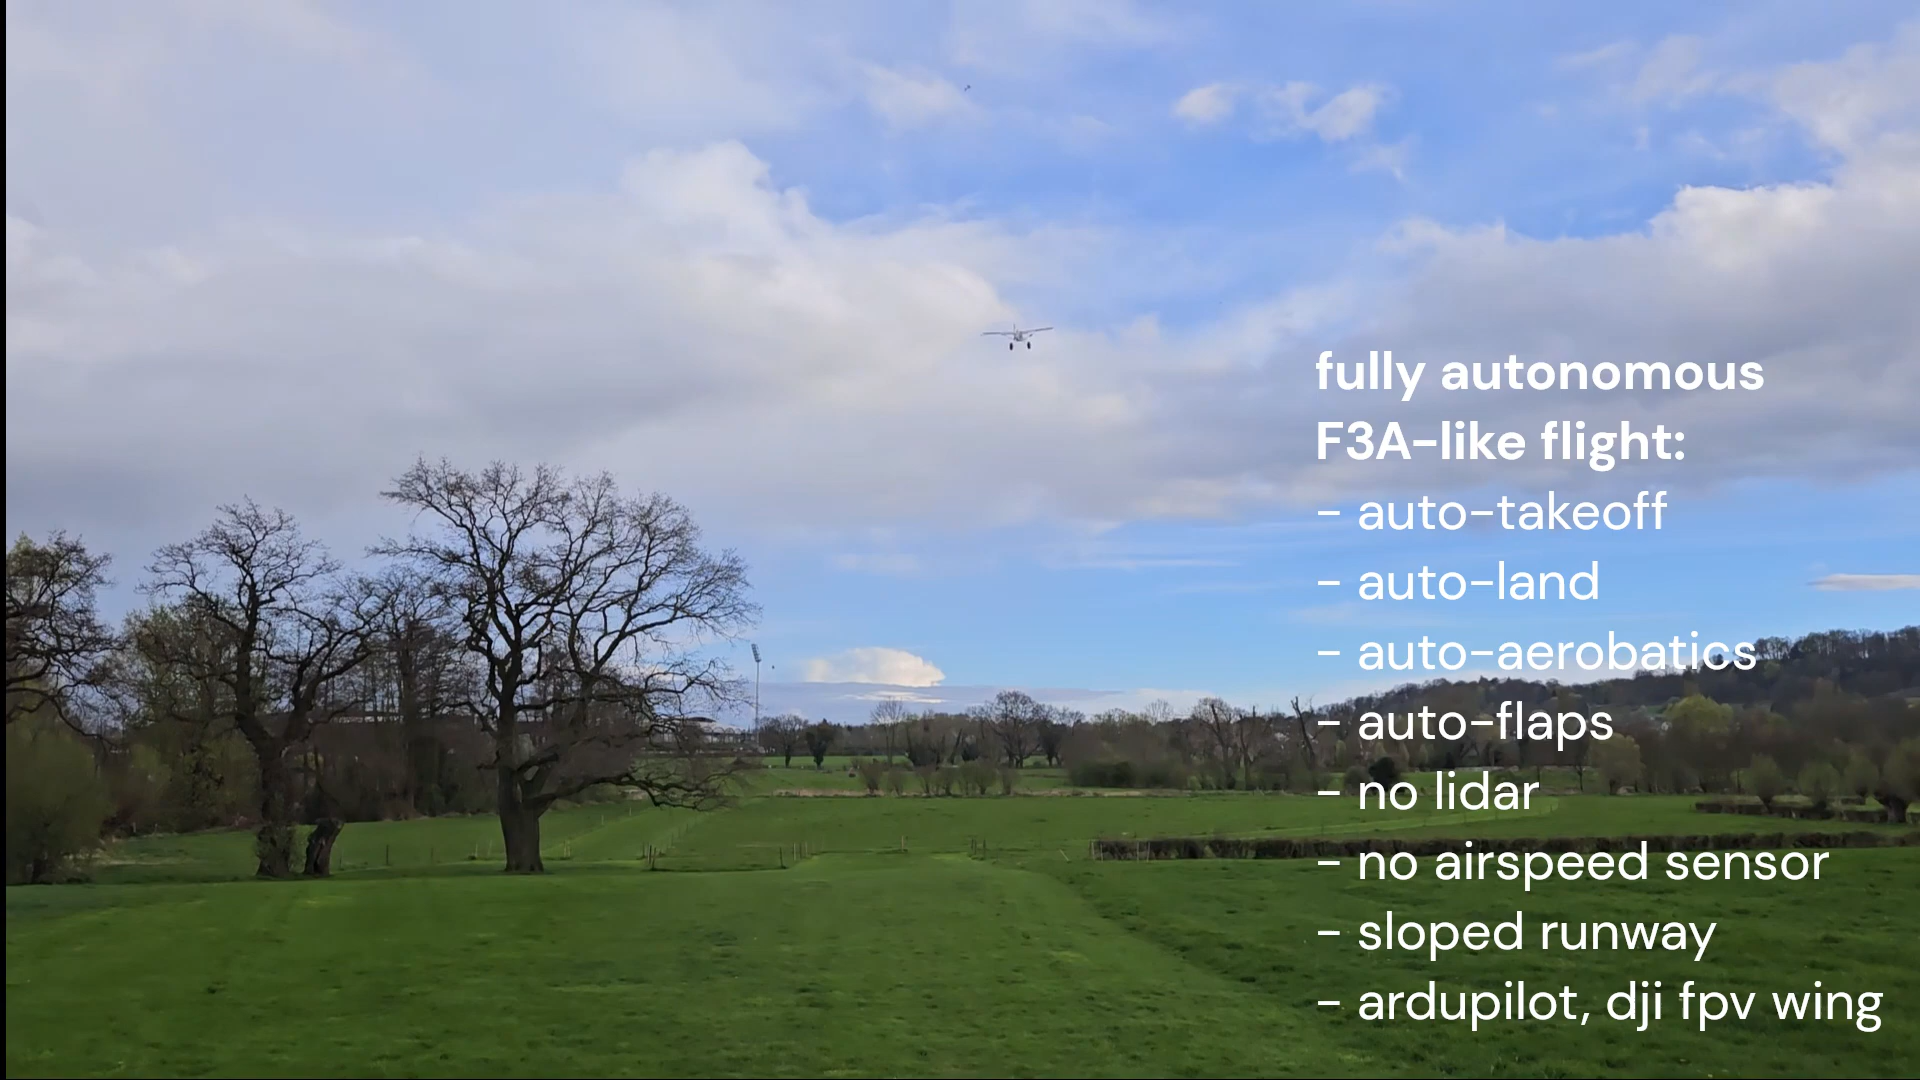 fully autonomous
F3A-like flight:
- auto-takeoff
- auto-land
- auto-aerobatics
- auto-flaps
- no lidar
- no airspeed sensor
- sloped runway
- ardupilot, dji fpv wing